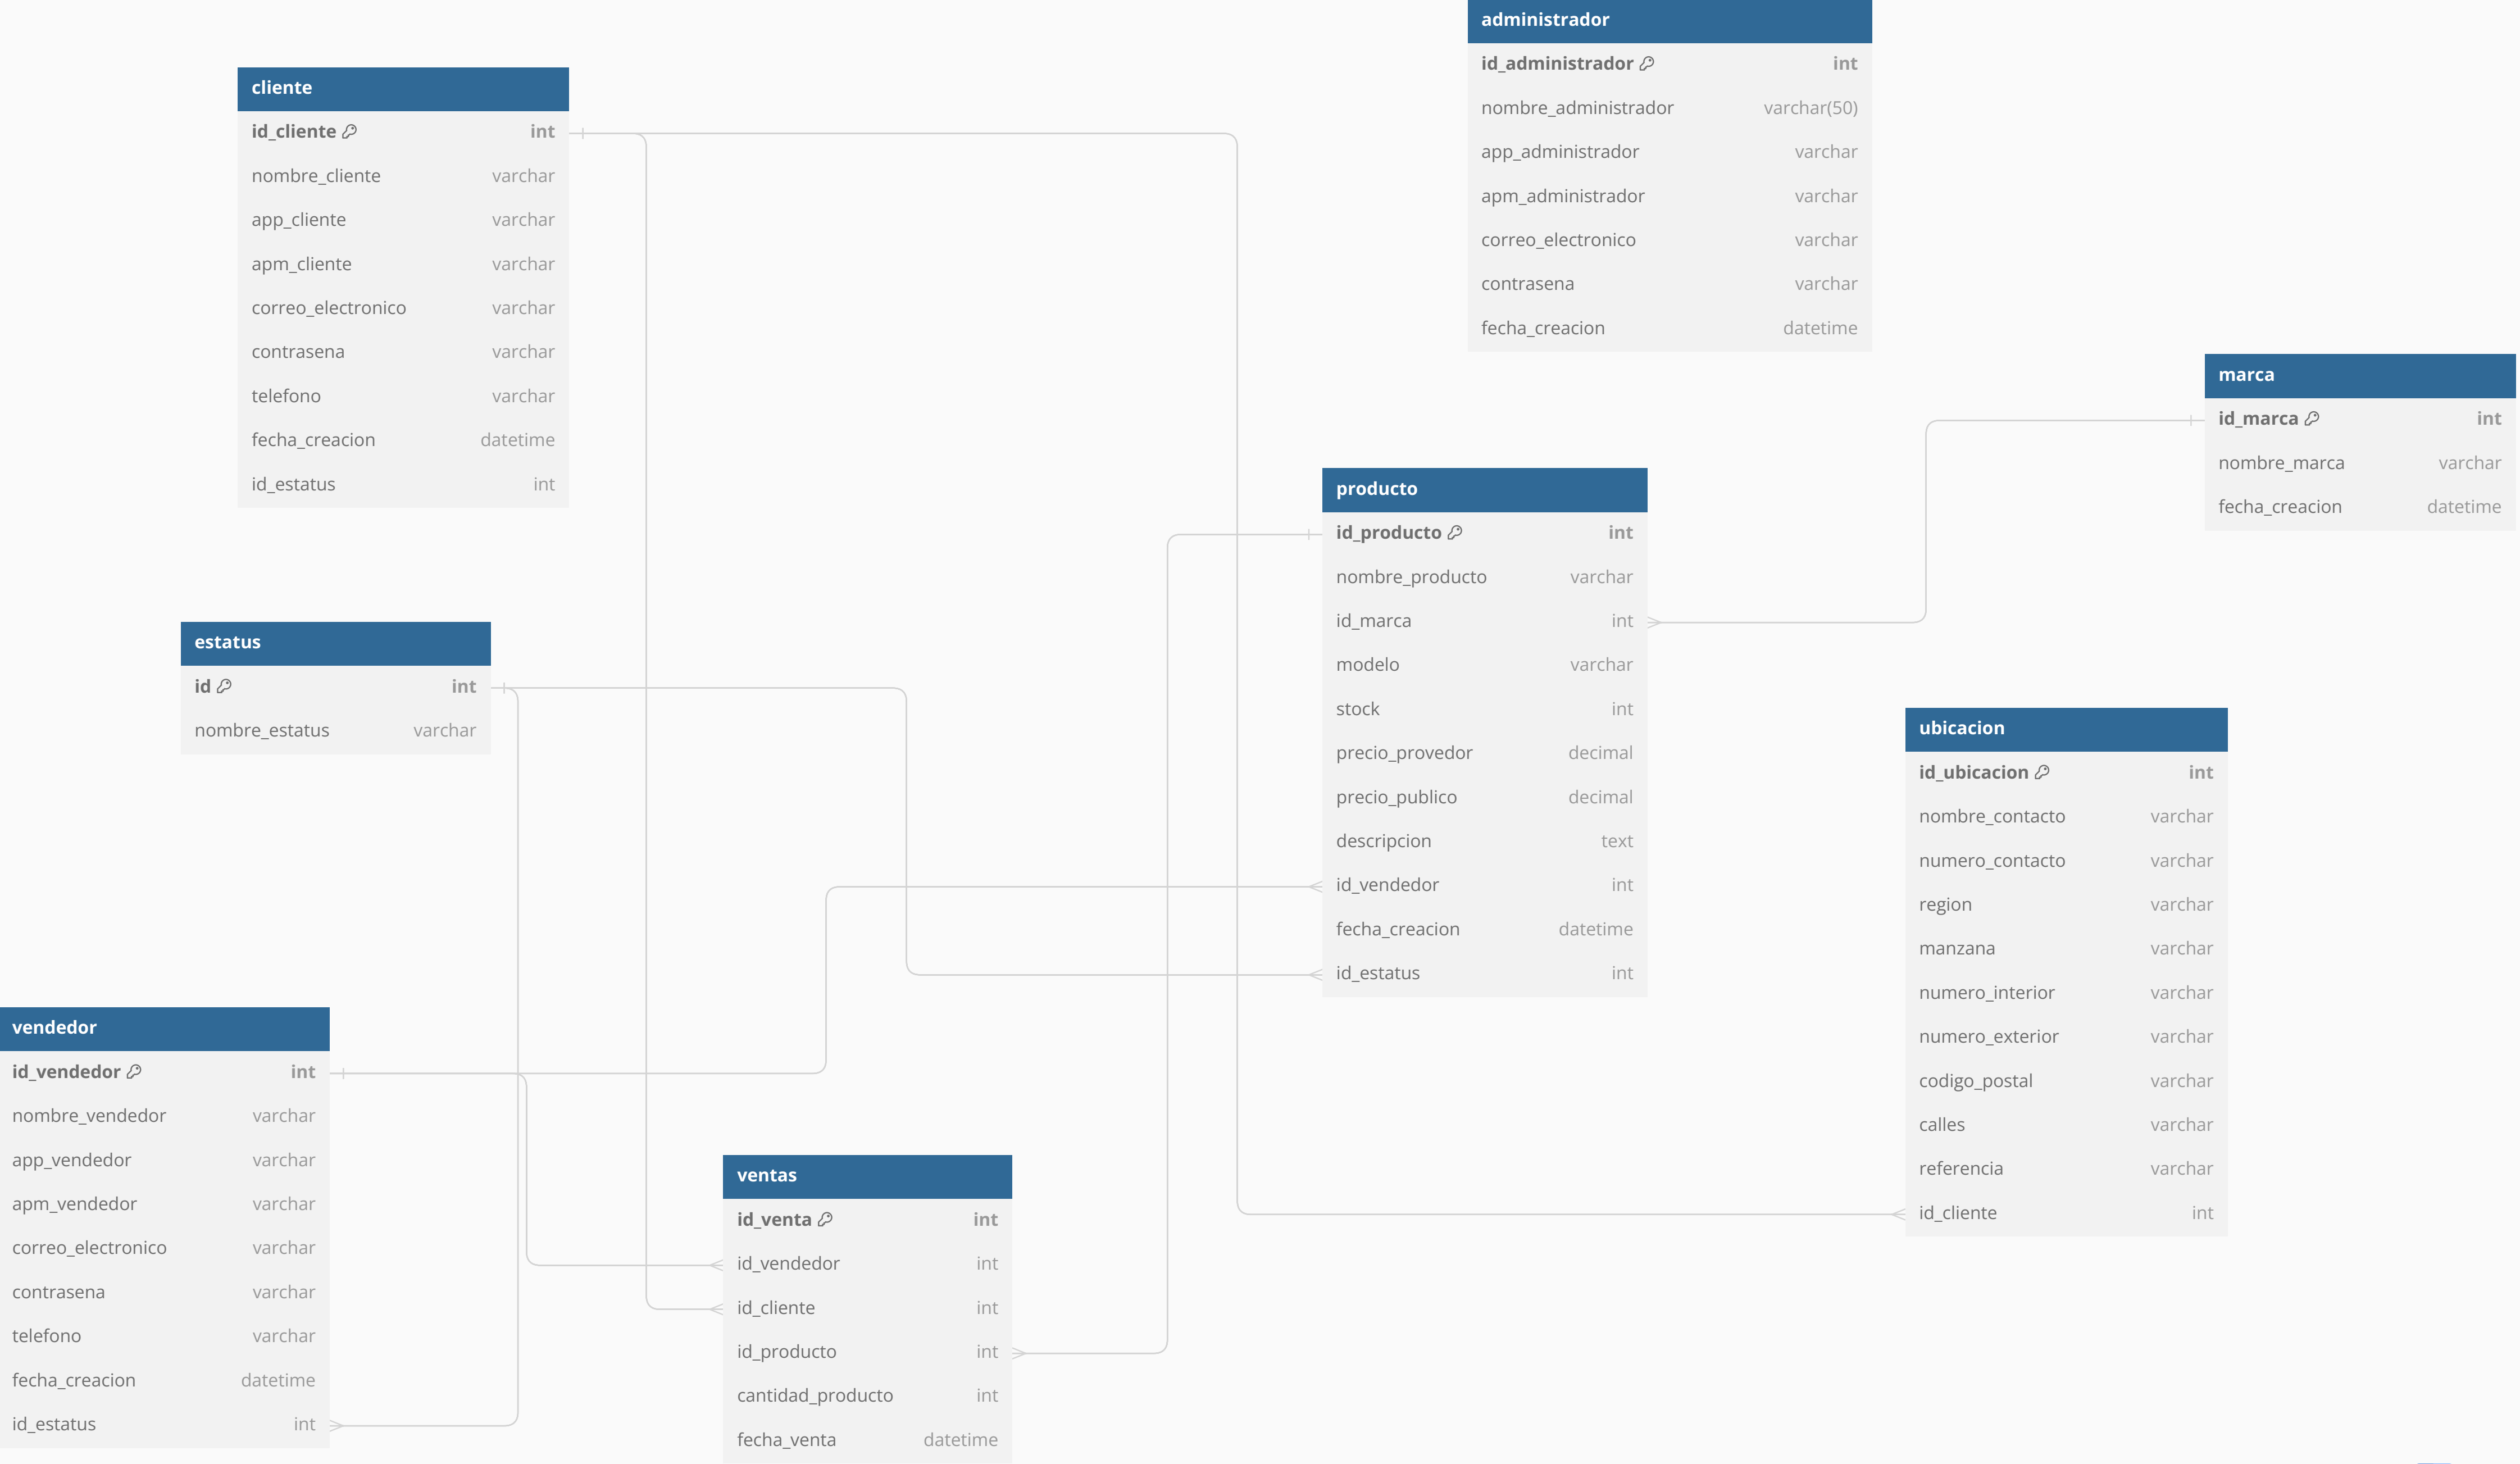 administrador
id_administrador int
nombre_administrador varchar(50)
app_administrador varchar
apm_administrador varchar
correo_electronico varchar
contrasena varchar
fecha_creacion datetime
cliente
id_cliente int
nombre_cliente varchar
app_cliente varchar
apm_cliente varchar
correo_electronico varchar
contrasena varchar
telefono varchar
fecha_creacion datetime
id_estatus int
marca
id_marca int
nombre_marca varchar
fecha_creacion datetime
producto
id_producto int
nombre_producto varchar
id_marca int
modelo varchar
stock int
precio_provedor decimal
precio_publico decimal
descripcion text
id_vendedor int
fecha_creacion datetime
id_estatus int
estatus
id int
nombre_estatus varchar
ubicacion
id_ubicacion int
nombre_contacto varchar
numero_contacto varchar
region varchar
manzana varchar
numero_interior varchar
numero_exterior varchar
codigo_postal varchar
calles varchar
referencia varchar
id_cliente int
vendedor
id_vendedor int
nombre_vendedor varchar
app_vendedor varchar
apm_vendedor varchar
correo_electronico varchar
contrasena varchar
telefono varchar
fecha_creacion datetime
id_estatus int
ventas
id_venta int
id_vendedor int
id_cliente int
id_producto int
cantidad_producto int
fecha_venta datetime